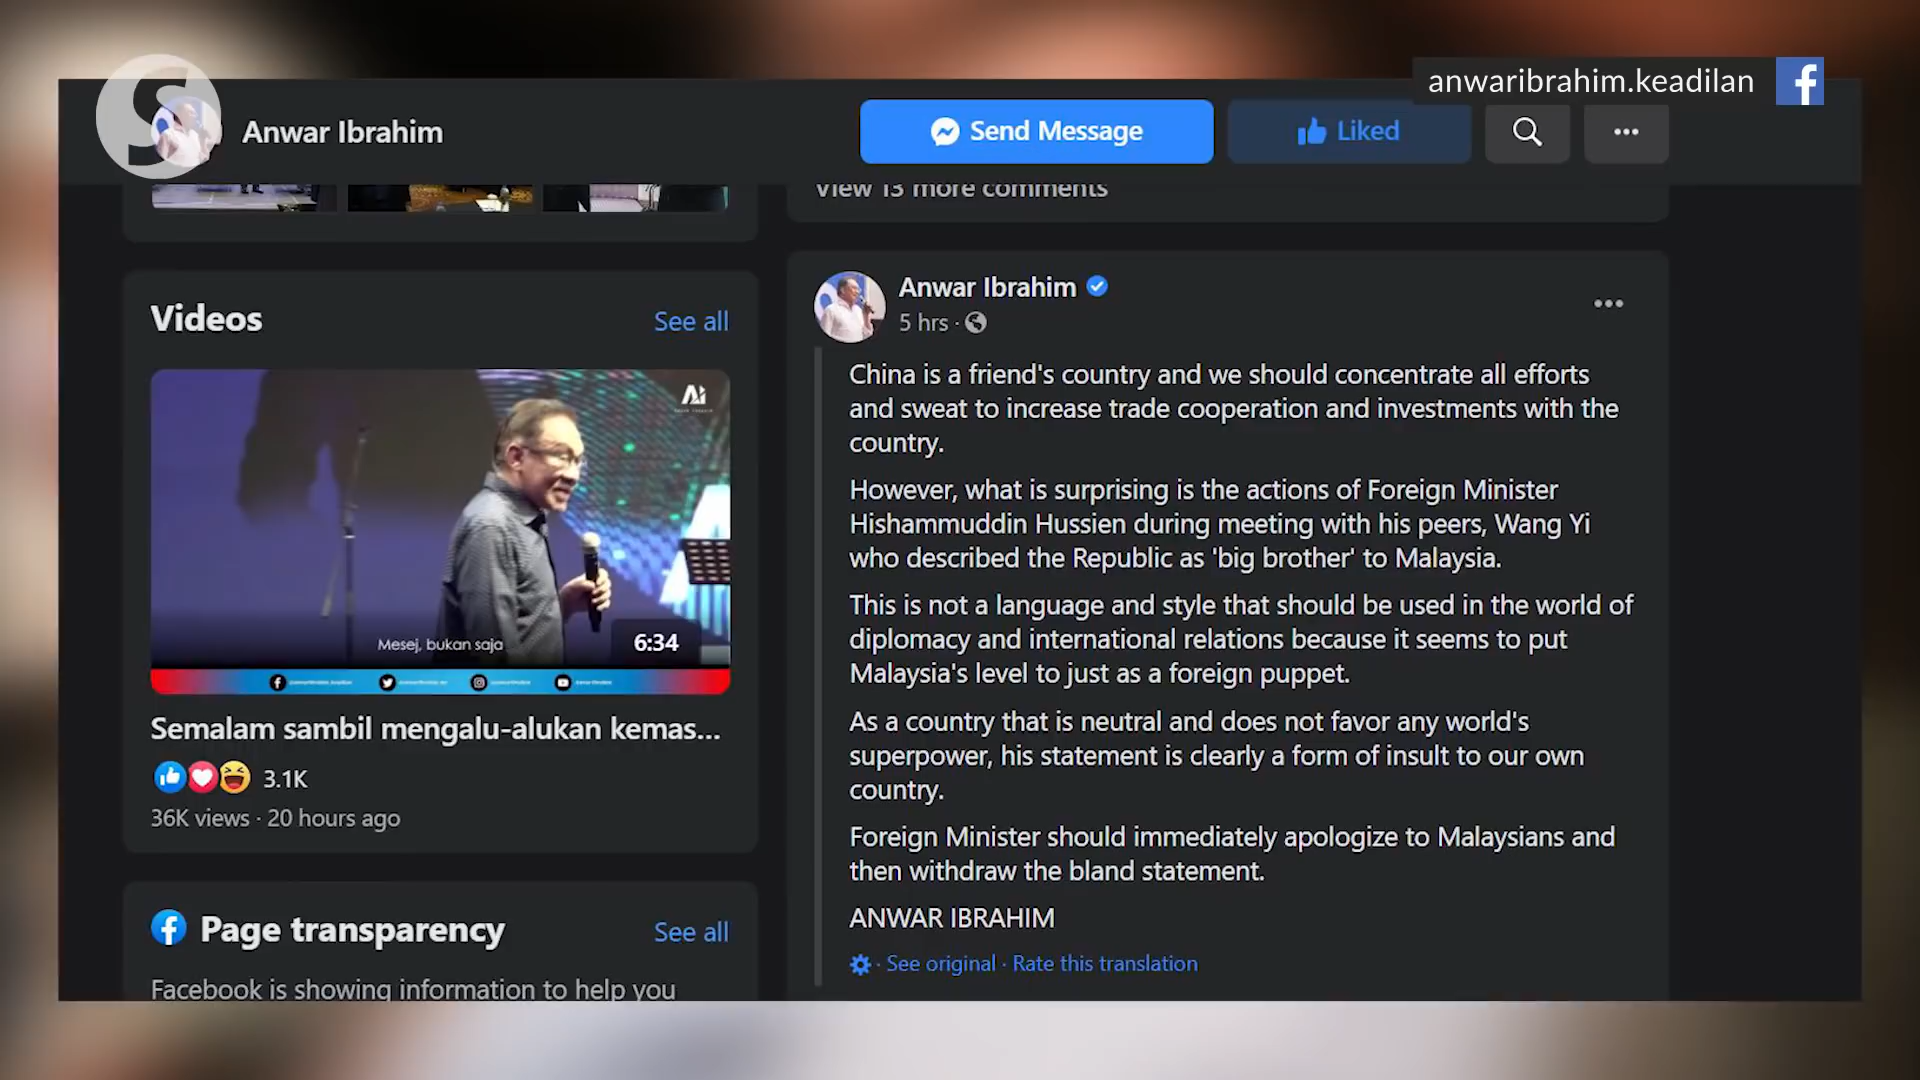 anwaribrahim.keadilan
Anwar Ibrahim
Send Message
Liked
View 13 more comments
Videos
See all
Mesej, bukan saja
6:34
Semalam sambil mengalu-alukan kemas...
3.1K
36K views · 20 hours ago
Page transparency
See all
Facebook is showing information to help you
Anwar Ibrahim
5 hrs ·
China is a friend's country and we should concentrate all efforts
and sweat to increase trade cooperation and investments with the
country.
However, what is surprising is the actions of Foreign Minister
Hishammuddin Hussien during meeting with his peers, Wang Yi
who described the Republic as 'big brother' to Malaysia.
This is not a language and style that should be used in the world of
diplomacy and international relations because it seems to put
Malaysia's level to just as a foreign puppet.
As a country that is neutral and does not favor any world's
superpower, his statement is clearly a form of insult to our own
country.
Foreign Minister should immediately apologize to Malaysians and
then withdraw the bland statement.
ANWAR IBRAHIM
· See original · Rate this translation